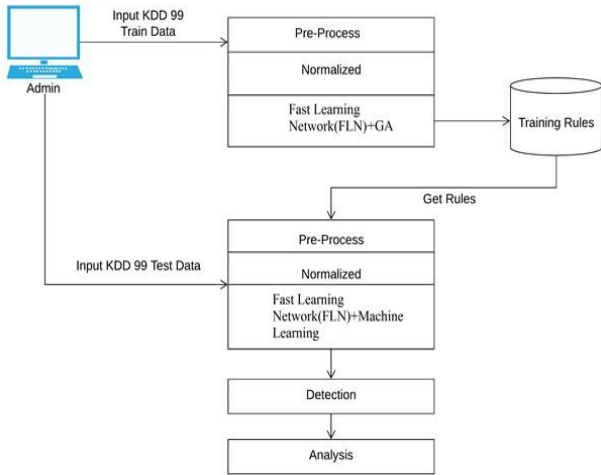 Input KDD 99
Train Data
Admin
Pre-Process
Normalized
Fast Learning
Network(FLN)+GA
Training Rules
Get Rules
Input KDD 99 Test Data
Pre-Process
Normalized
Fast Learning
Network(FLN)+Machine
Learning
Detection
Analysis